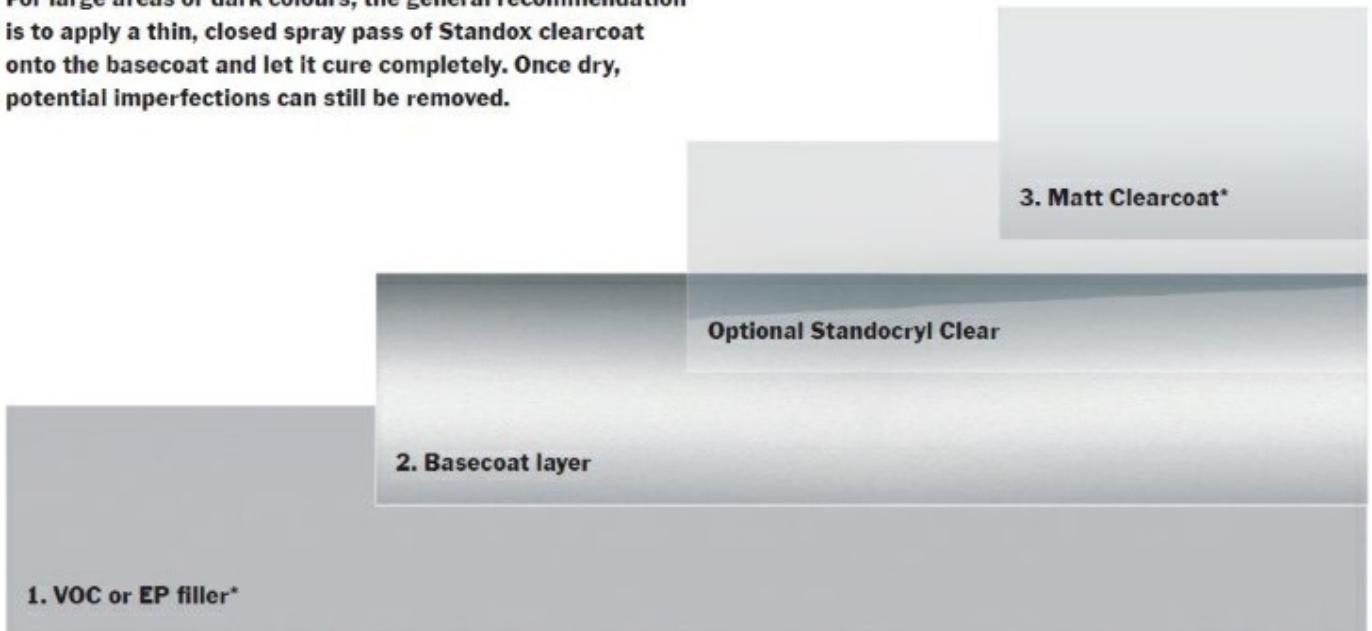 For large areas or dark colours, the general recommendation
is to apply a thin, closed spray pass of Standox clearcoat
onto the basecoat and let it cure completely. Once dry,
potential imperfections can still be removed.
3. Matt Clearcoat*
Optional Standocryl Clear
2. Basecoat layer
1. VOC or EP filler*